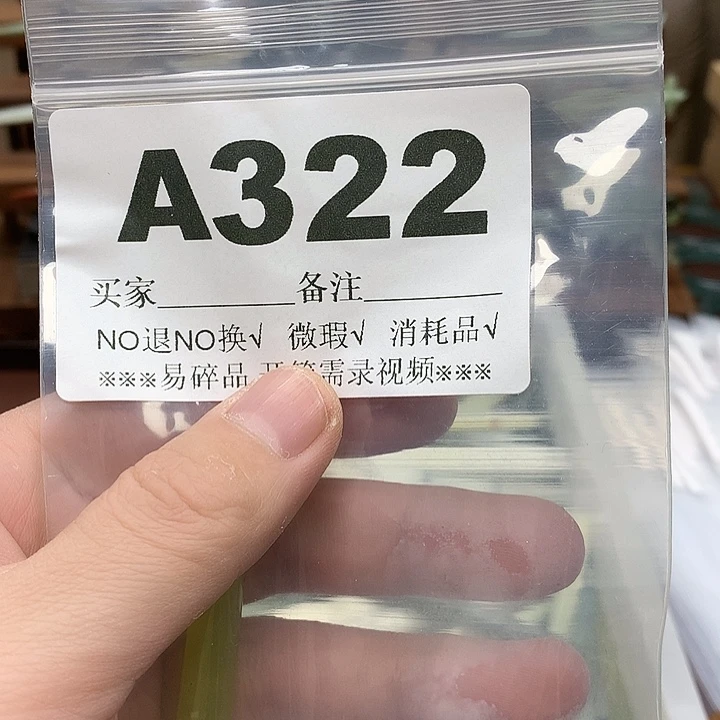 A322
买家________备注________
NO退NO换√ 微瑕√ 消耗品√
※※※易碎品 需录视频※※※